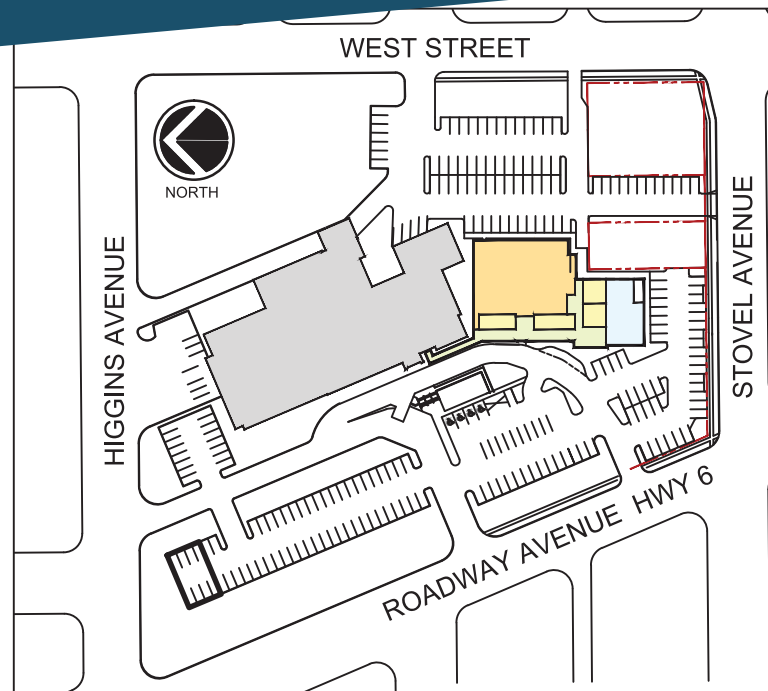 WEST STREET
NORTH
HIGGINS AVENUE
STOVEL AVENUE
ROADWAY AVENUE HWY 6